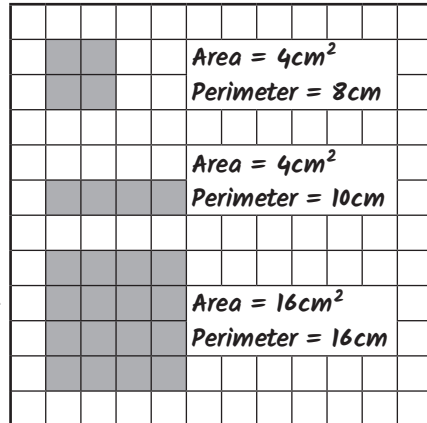 Area = 4cm²
Perimeter = 8cm
Area = 4cm²
Perimeter = 10cm
Area = 16cm²
Perimeter = 16cm